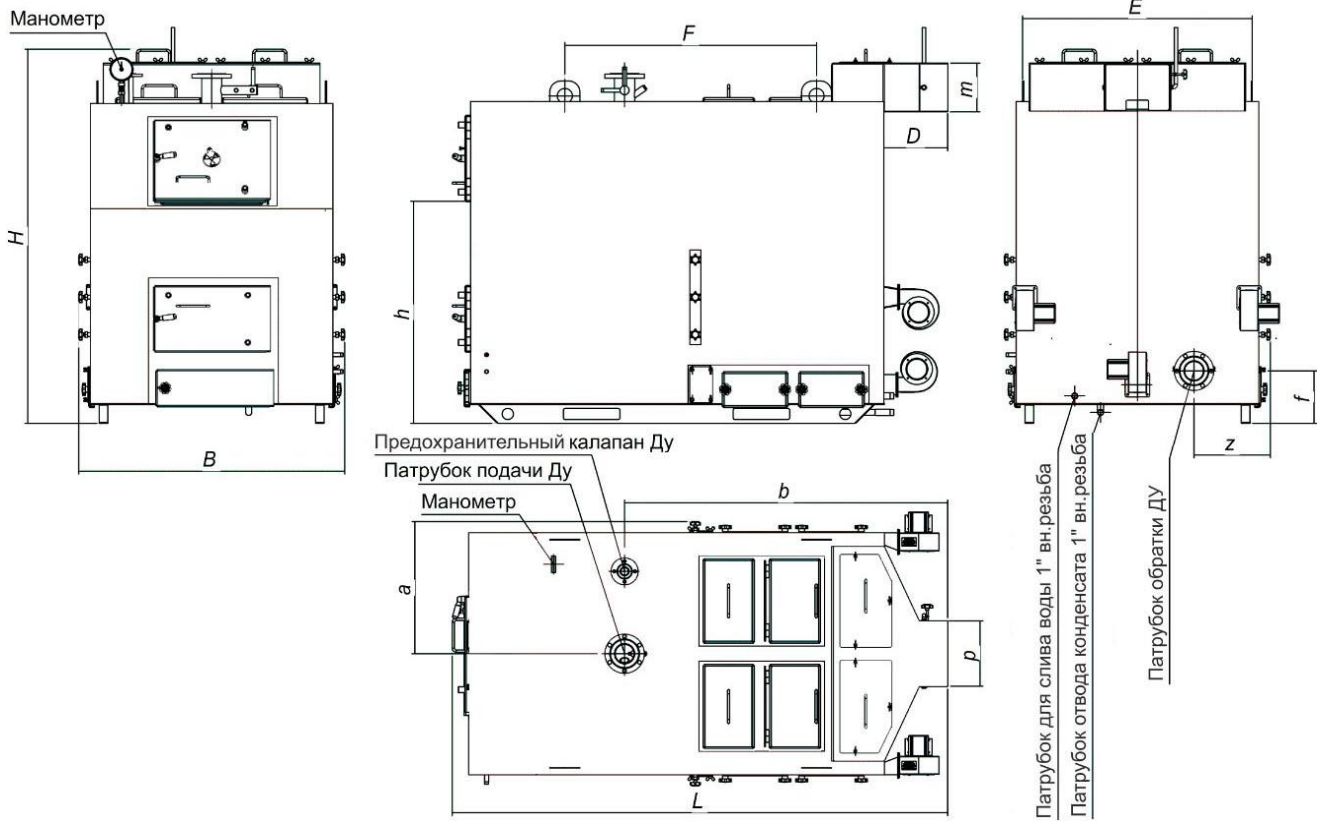 Манометр
F
E
m
D
H
h
f
z
B
Предохранительный калапан Ду
Патрубок подачи Ду
Манометр
b
a
p
L
Патрубок для слива воды 1" вн.резьба
Патрубок отвода конденсата 1" вн.резьба
Патрубок обратки ДУ